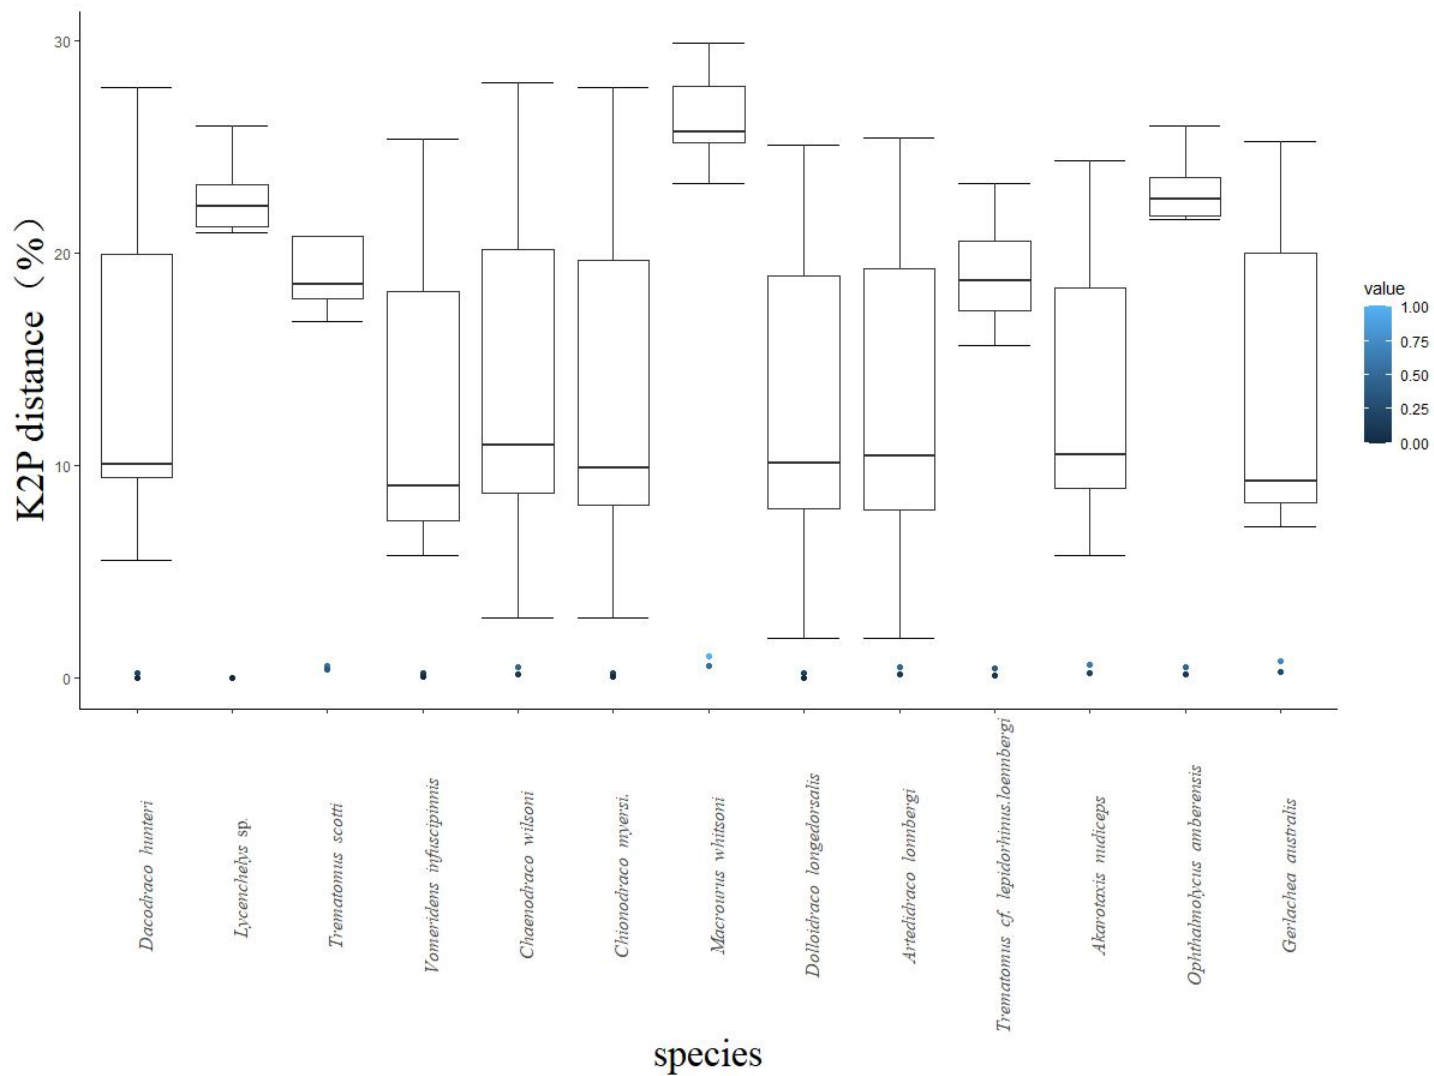 K2P distance (%)
30
20
10
0
Dacodraco hunteri
Lycenchelys sp.
Trematomus scotti
Vomeridens infuscipinnis
Chaenodraco wilsoni
Chionodraco myersi.
Macrourus whitsoni
Dolloidraco longedorsalis
Artedidraco lonnbergi
Trematomus cf. lepidorhinus.loennbergi
Akarotaxis nudiceps
Ophthalmolycus amberensis
Gerlachea australis
species
value
1.00
0.75
0.50
0.25
0.00